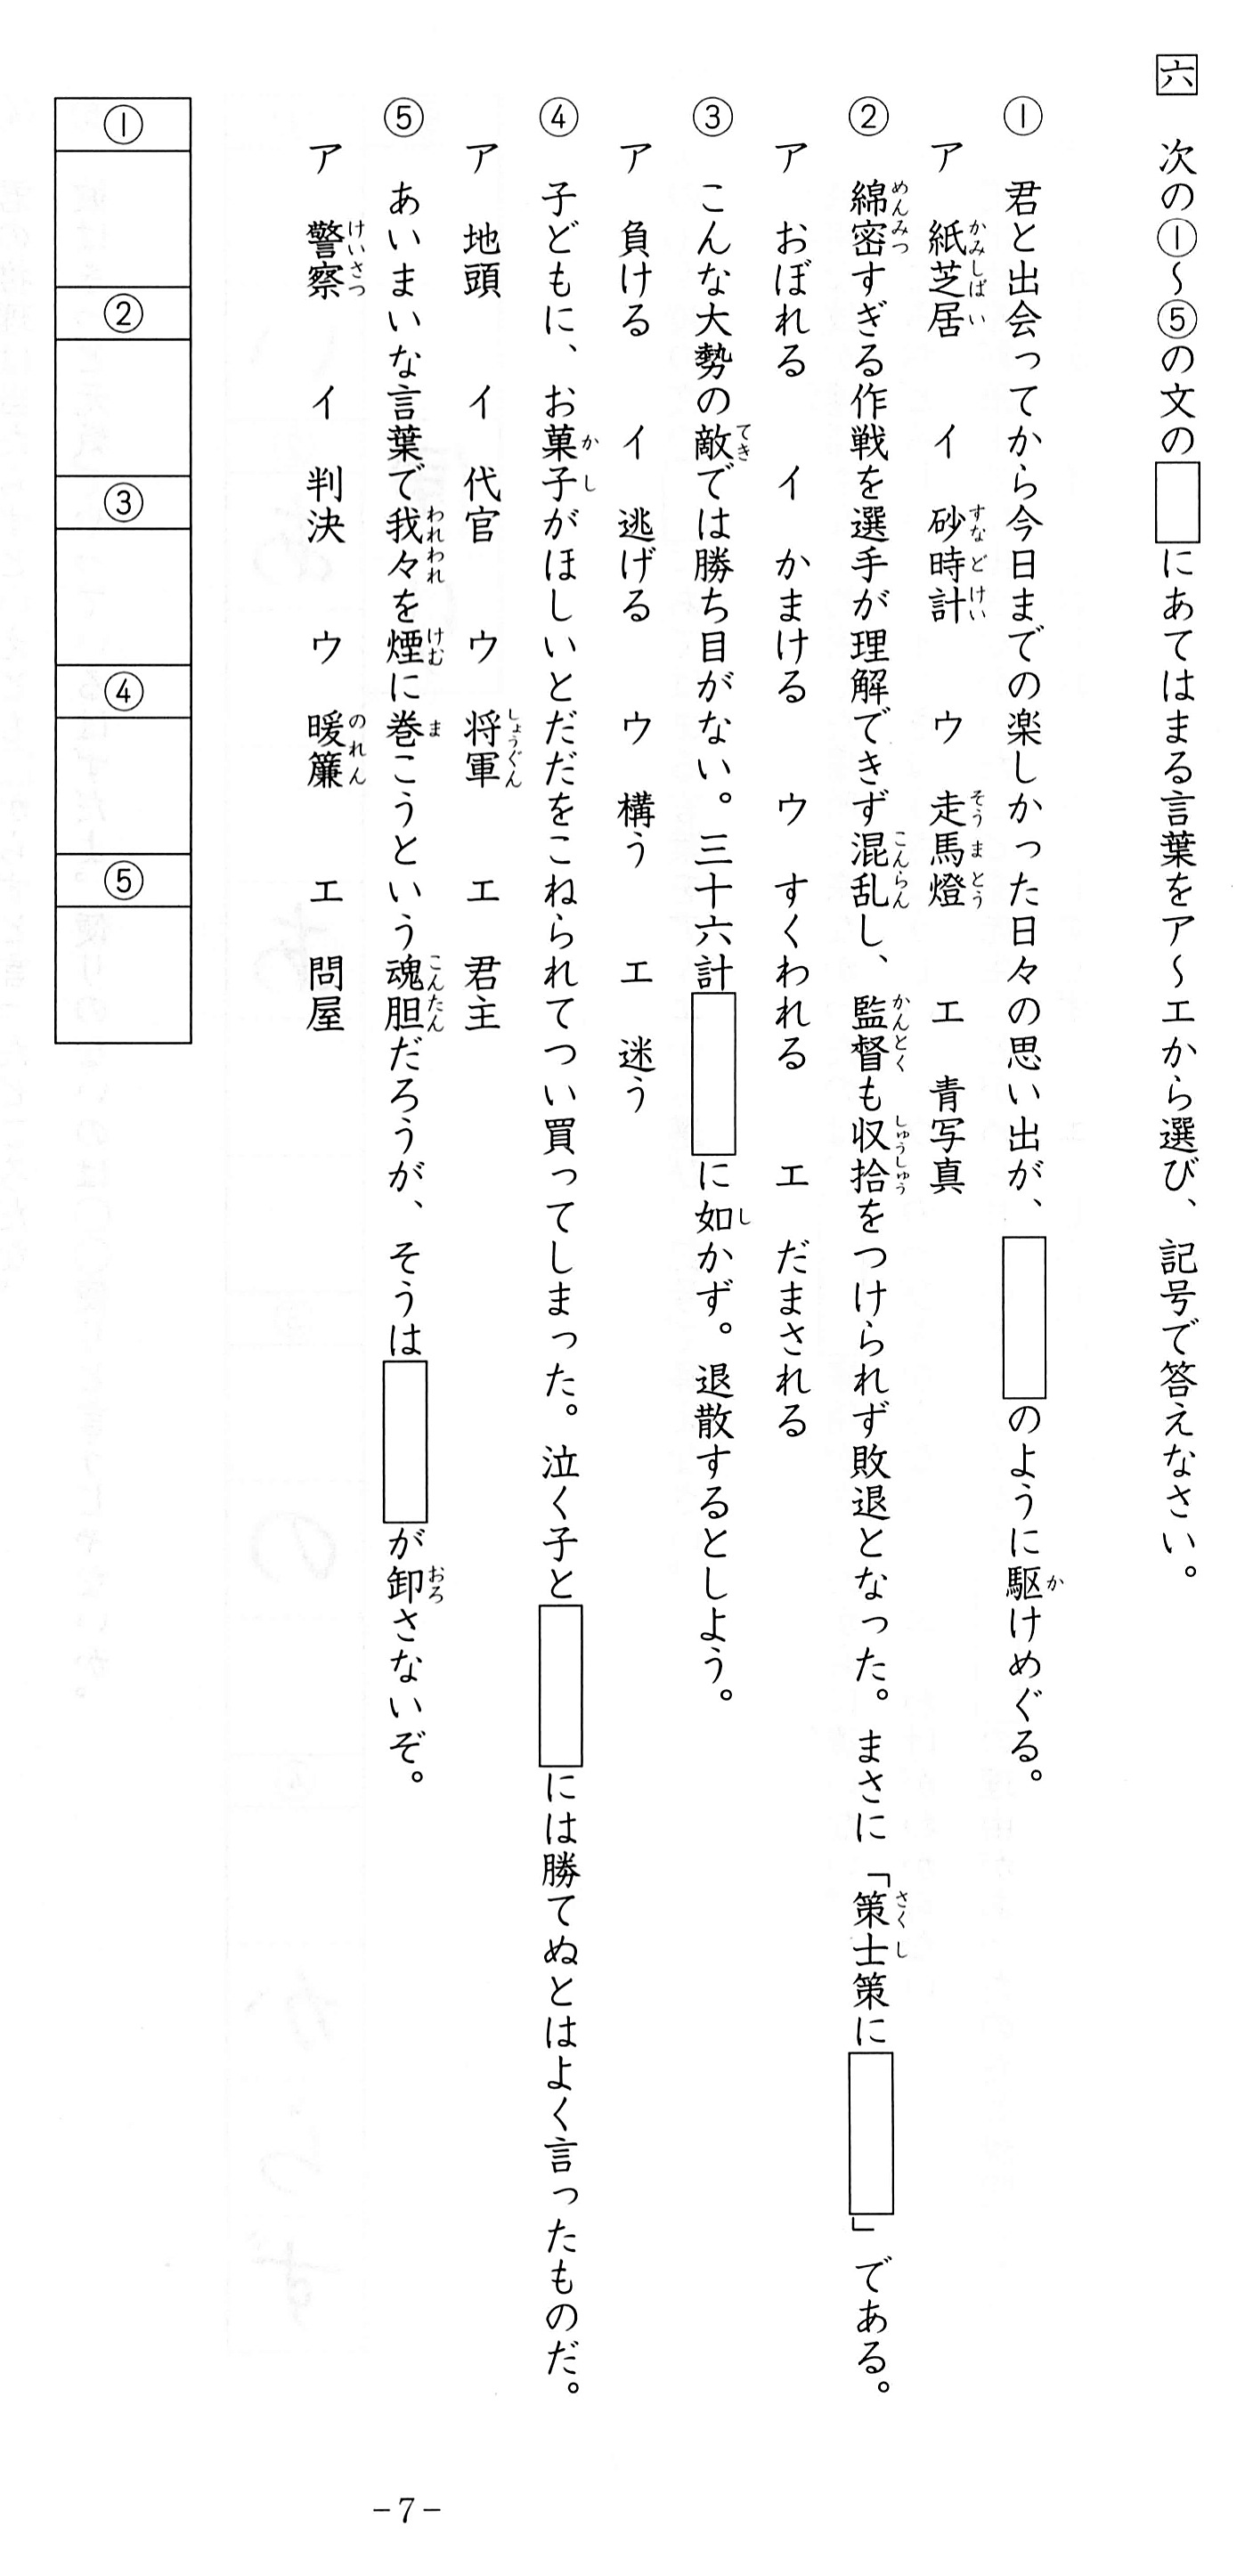 六 次の①～⑤の文の□にあてはまる言葉をア～エから選び、記号で答えなさい。
① 君と出会ってから今日までの楽しかった日々の思い出が、□のように駆けめぐる。
ア 紙芝居 イ 砂時計 ウ 走馬燈 エ 青写真
② 綿密すぎる作戦を選手が理解できず混乱し、監督も収拾をつけられず敗退となった。まさに「策士策に□」である。
ア おぼれる イ かまける ウ すくわれる エ だまされる
③ こんな大勢の敵では勝ち目がない。三十六計□に如かず。退散するとしよう。
ア 負ける イ 逃げる ウ 構う エ 迷う
④ 子どもに、お菓子がほしいとだだをこねられてつい買ってしまった。泣く子と□には勝てぬとはよく言ったものだ。
ア 地頭 イ 代官 ウ 将軍 エ 君主
⑤ あいまいな言葉で我々を煙に巻こうという魂胆だろうが、そうは□が卸さないぞ。
ア 警察 イ 判決 ウ 暖簾 エ 問屋
① ② ③ ④ ⑤
－7－